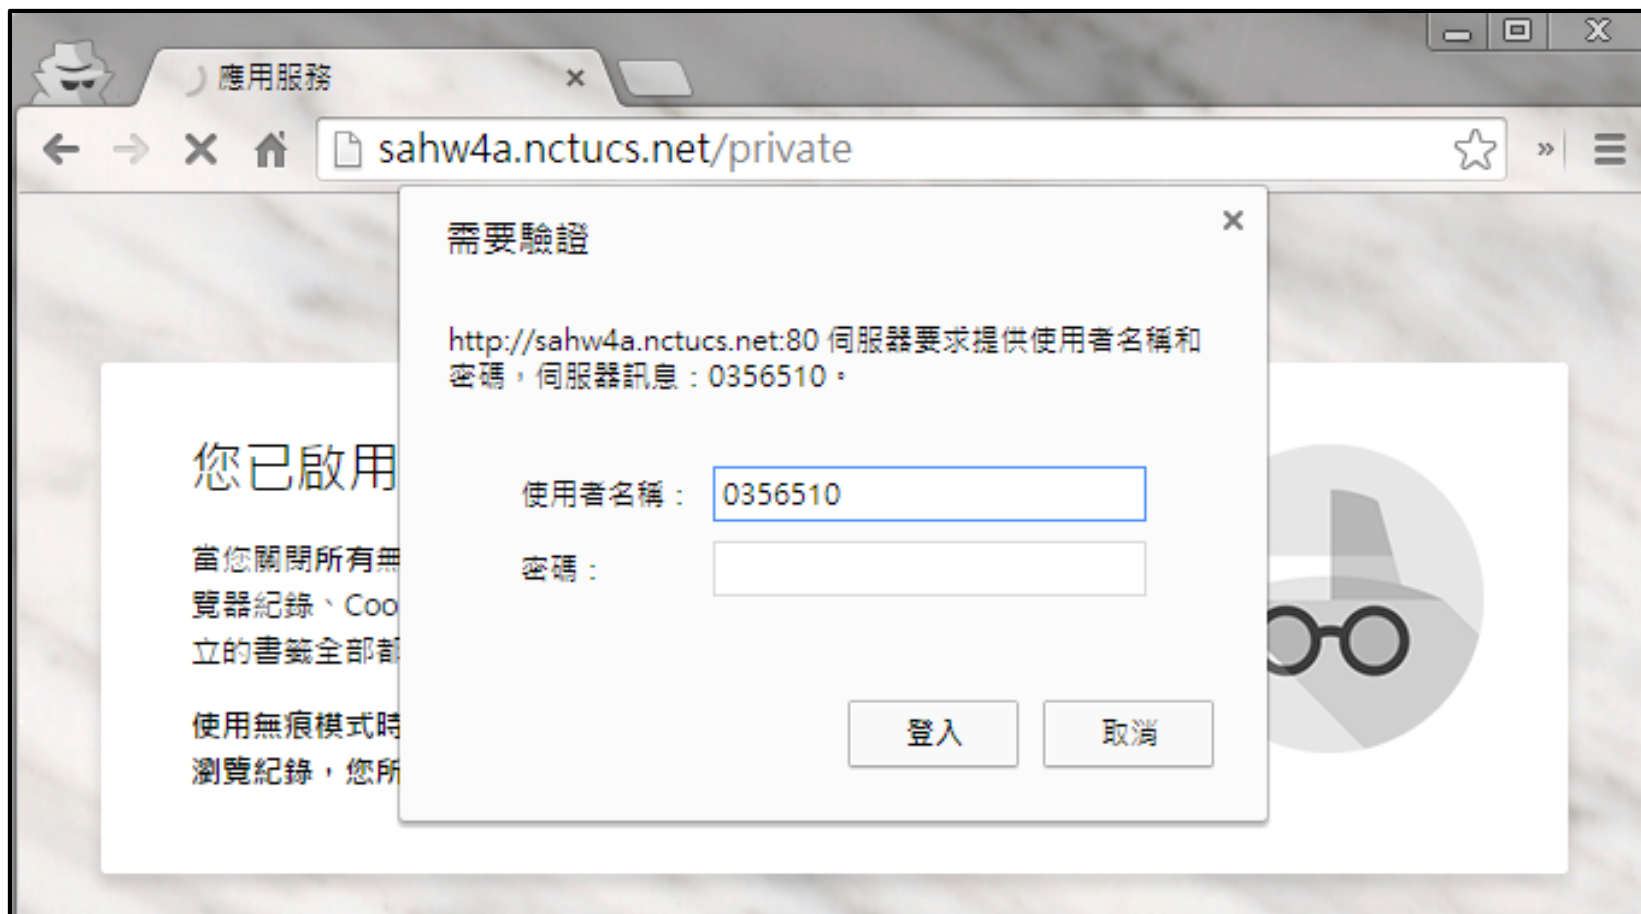 應用服務
sahw4a.nctucs.net/private
需要驗證
http://sahw4a.nctucs.net:80 伺服器要求提供使用者名稱和
密碼，伺服器訊息：0356510。
使用者名稱： 0356510
密碼：
登入 取消
您已啟用
當您關閉所有無
覽器紀錄、Coo
立的書籤全部都
使用無痕模式時
瀏覽紀錄，您所